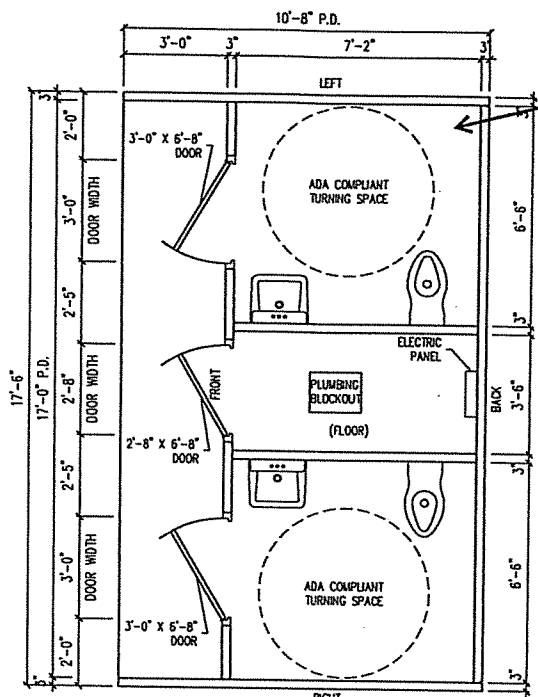 10'-8" P.D.
3'-0"
3"
7'-2"
3"
LEFT
3"
2'-0"
3'-0" X 6'-8"
DOOR
3"
ADA COMPLIANT
TURNING SPACE
3'-0"
DOOR WIDTH
6'-6"
2'-5"
3"
ELECTRIC
PANEL
17'-6"
17'-0" P.D.
2'-8"
DOOR WIDTH
FRONT
PLUMBING
BLOCKOUT
(FLOOR)
BACK
3'-6"
2'-8" X 6'-8"
DOOR
2'-5"
3"
3'-0"
DOOR WIDTH
ADA COMPLIANT
TURNING SPACE
6'-6"
3'-0" X 6'-8"
DOOR
2'-0"
3"
3"
RIGHT